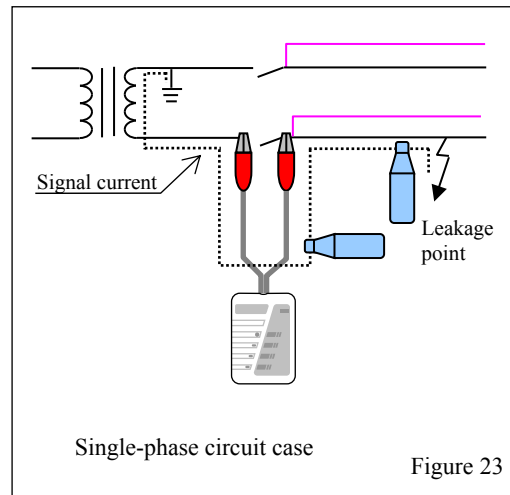 Signal current
Leakage
point
Single-phase circuit case
Figure 23